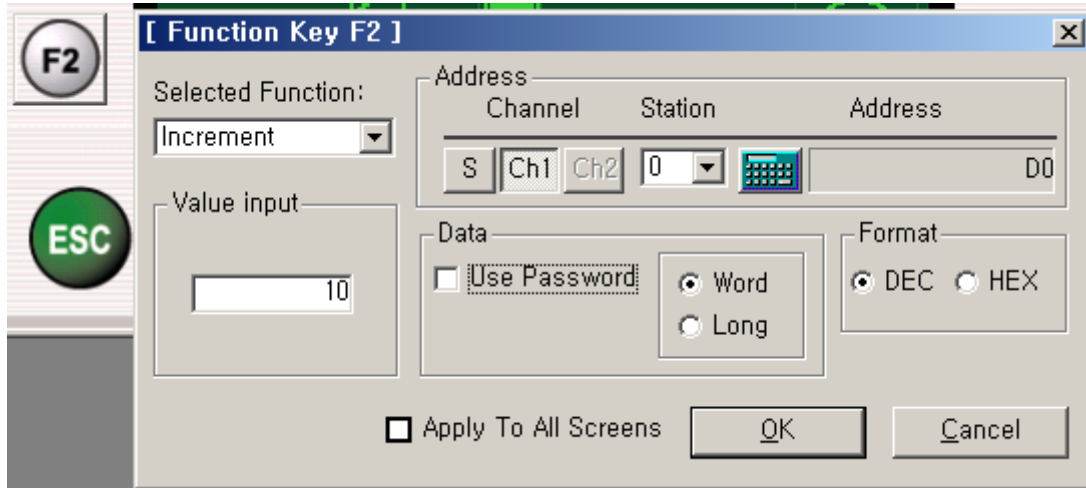 [ Function Key F2 ]
F2
Selected Function:
Increment
Address
Channel Station Address
S Ch1 Ch2 0 D0
ESC
Value input
10
Data
Use Password
Word
Long
Format
DEC HEX
Apply To All Screens OK Cancel